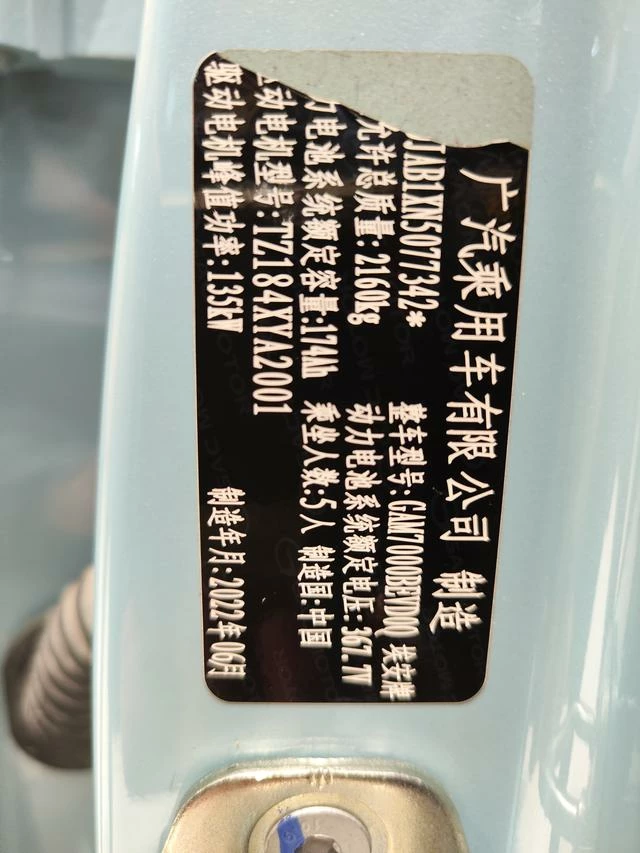 广汽乘用车有限公司 制造
JAB1XN5077342* 整车型号:GAM7000BEVD0Q 埃安牌
允许总质量:2160kg 动力电池系统额定电压:367.7V
力电池系统额定容量:174Ah 乘坐人数:5人 制造国:中国
动电机型号:TZ184XYA2001
驱动电机峰值功率:135kW 制造年月:2022年06月